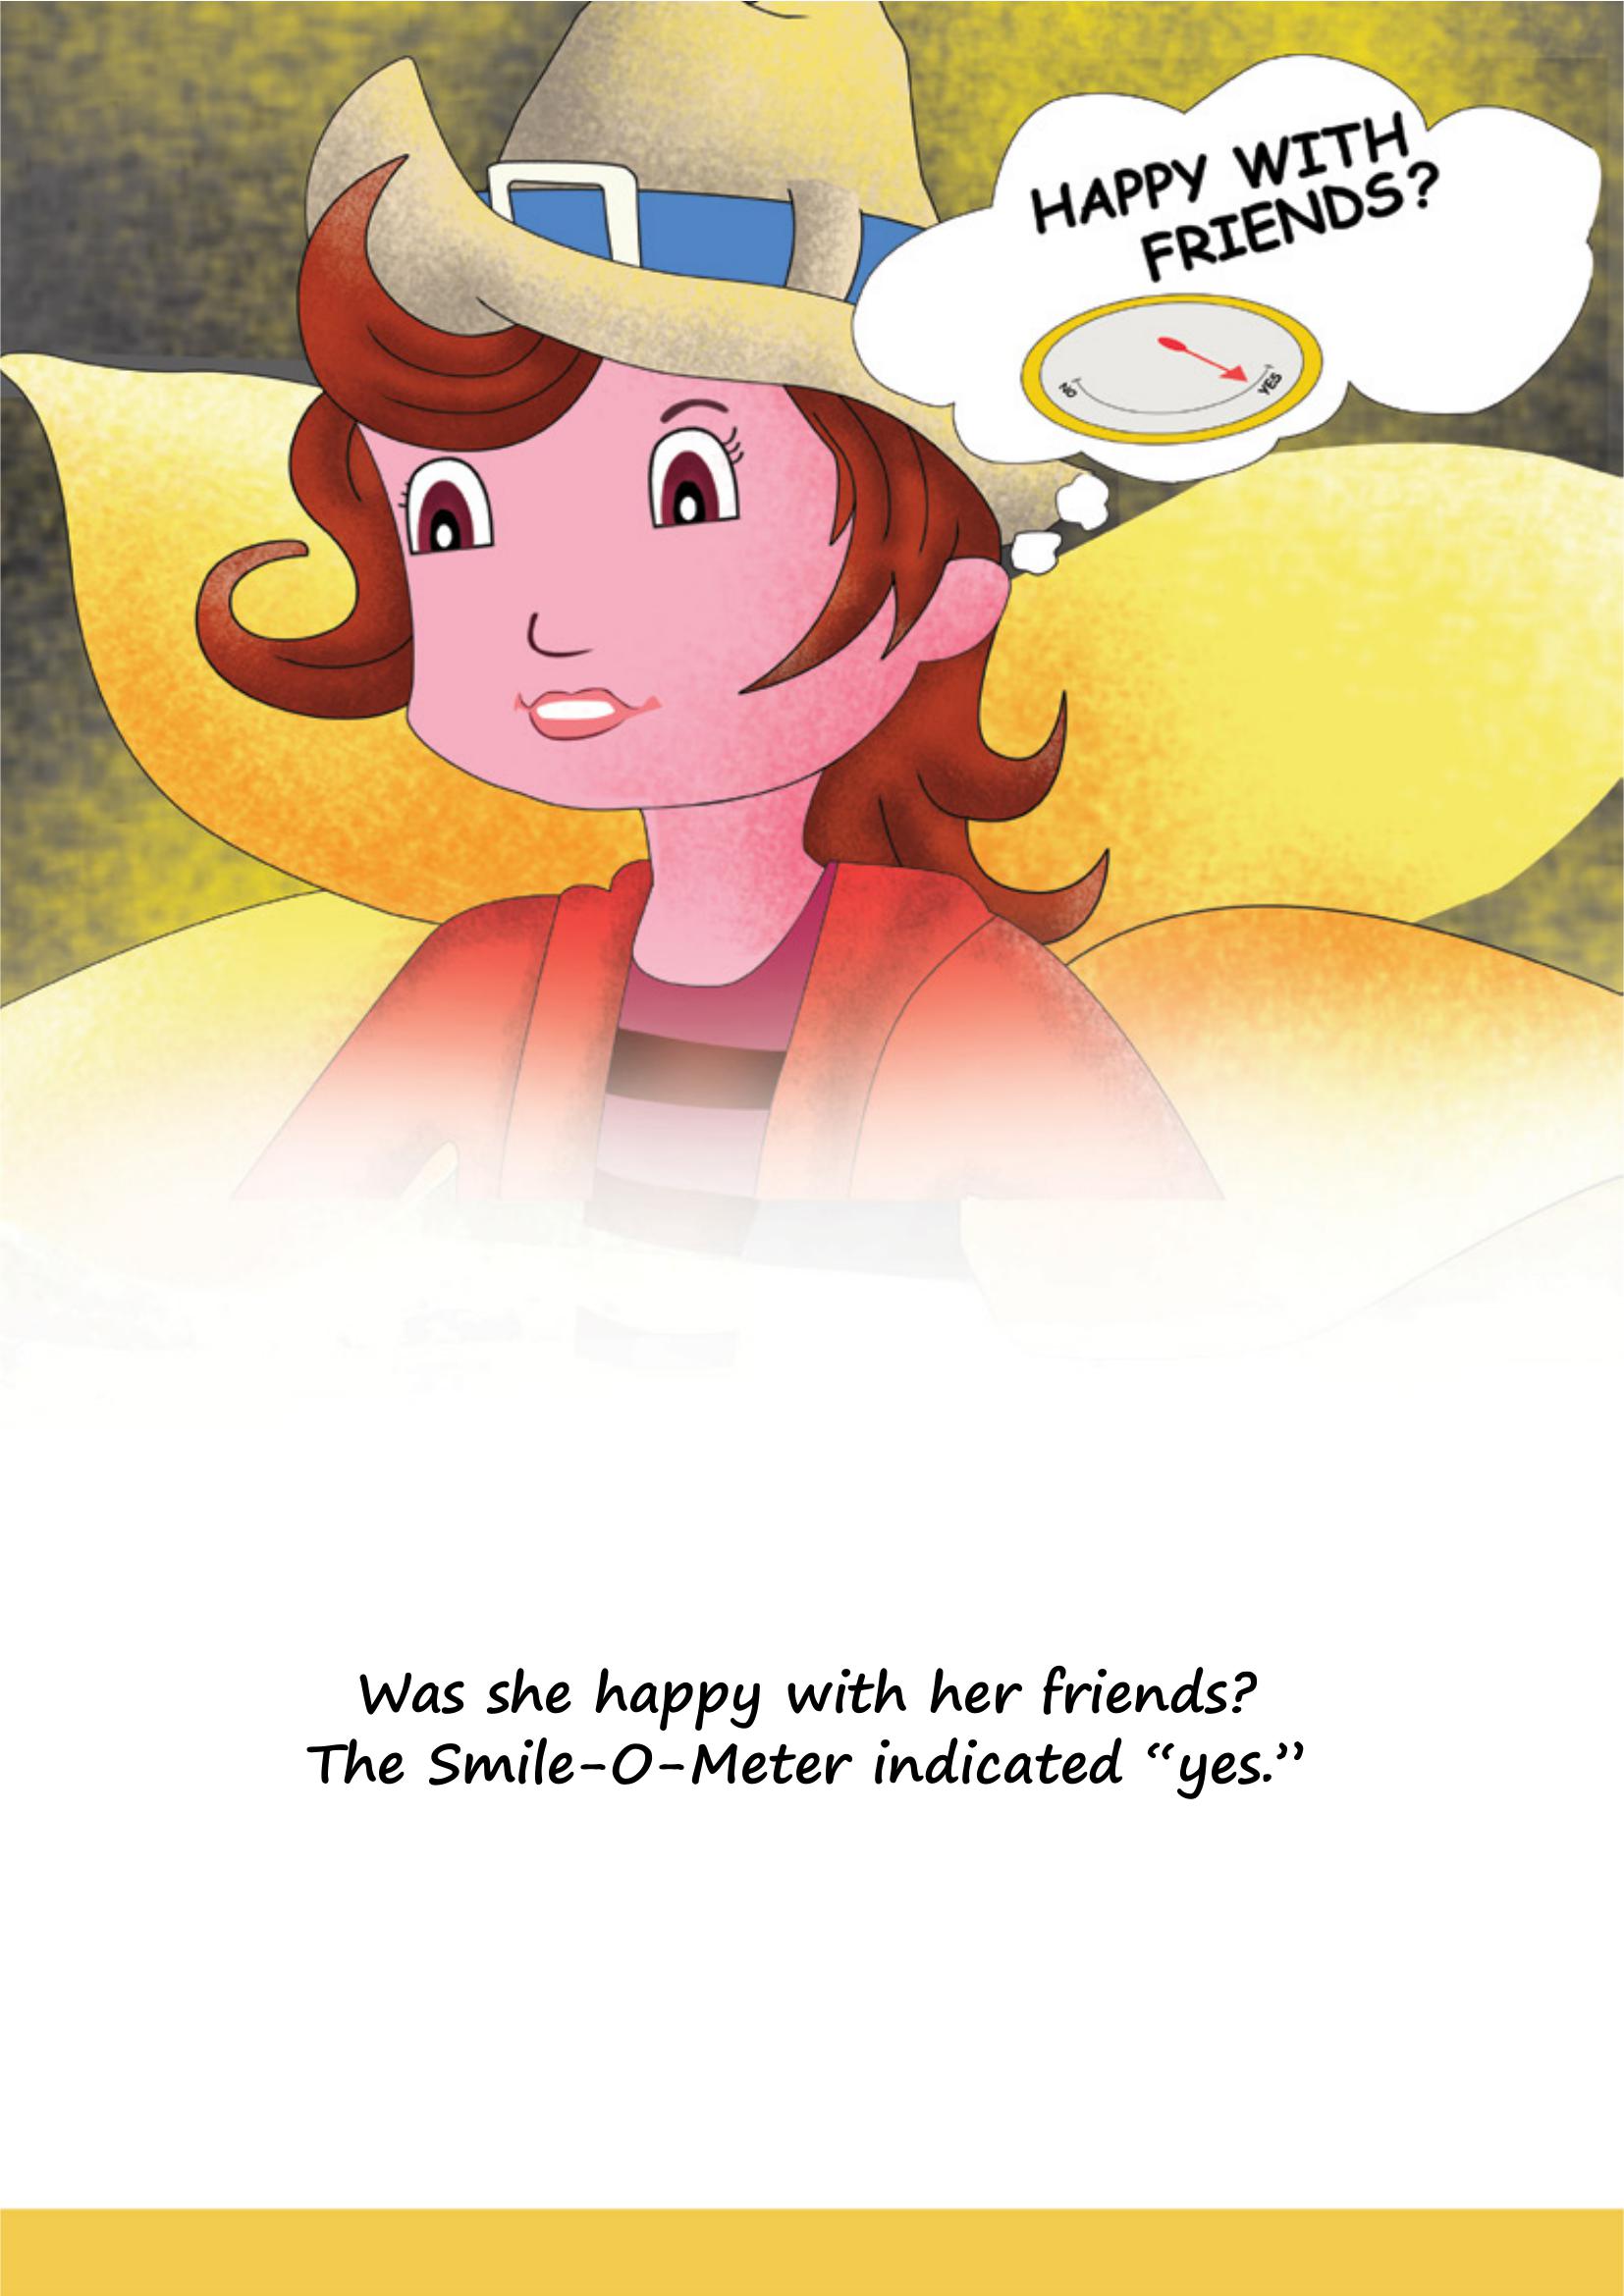 HAPPY WITH
FRIENDS?
NO
YES
Was she happy with her friends?
The Smile-O-Meter indicated “yes.”